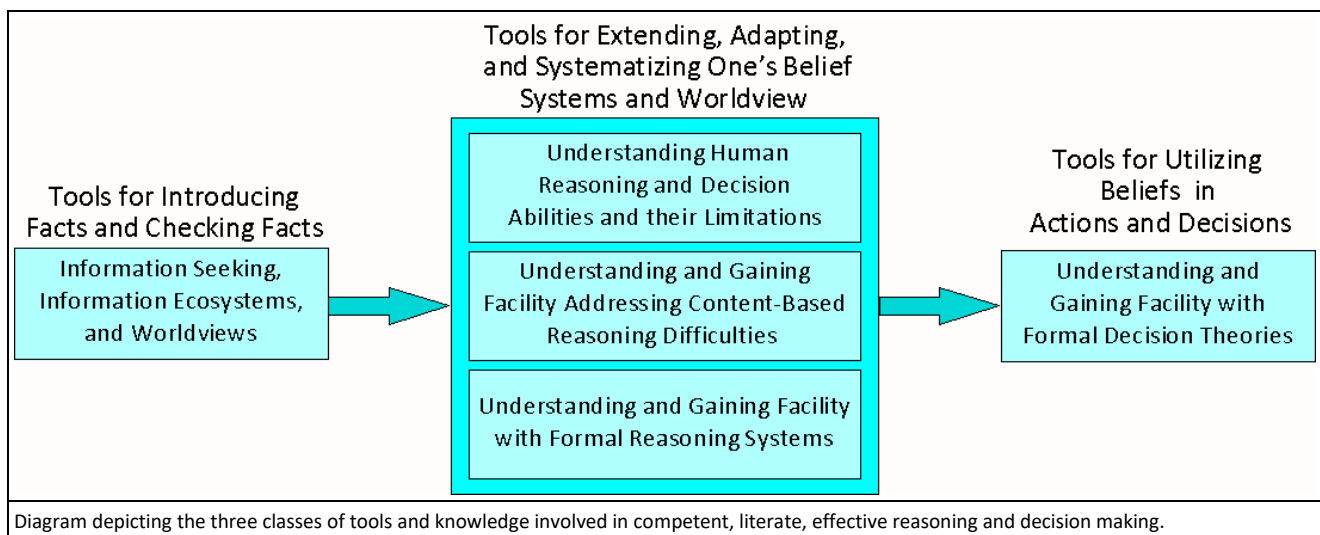 Tools for Introducing
Facts and Checking Facts
Information Seeking,
Information Ecosystems,
and Worldviews
Tools for Extending, Adapting,
and Systematizing One's Belief
Systems and Worldview
Understanding Human
Reasoning and Decision
Abilities and their Limitations
Understanding and Gaining
Facility Addressing Content-Based
Reasoning Difficulties
Understanding and Gaining Facility
with Formal Reasoning Systems
Tools for Utilizing
Beliefs in
Actions and Decisions
Understanding and
Gaining Facility with
Formal Decision Theories
Diagram depicting the three classes of tools and knowledge involved in competent, literate, effective reasoning and decision making.